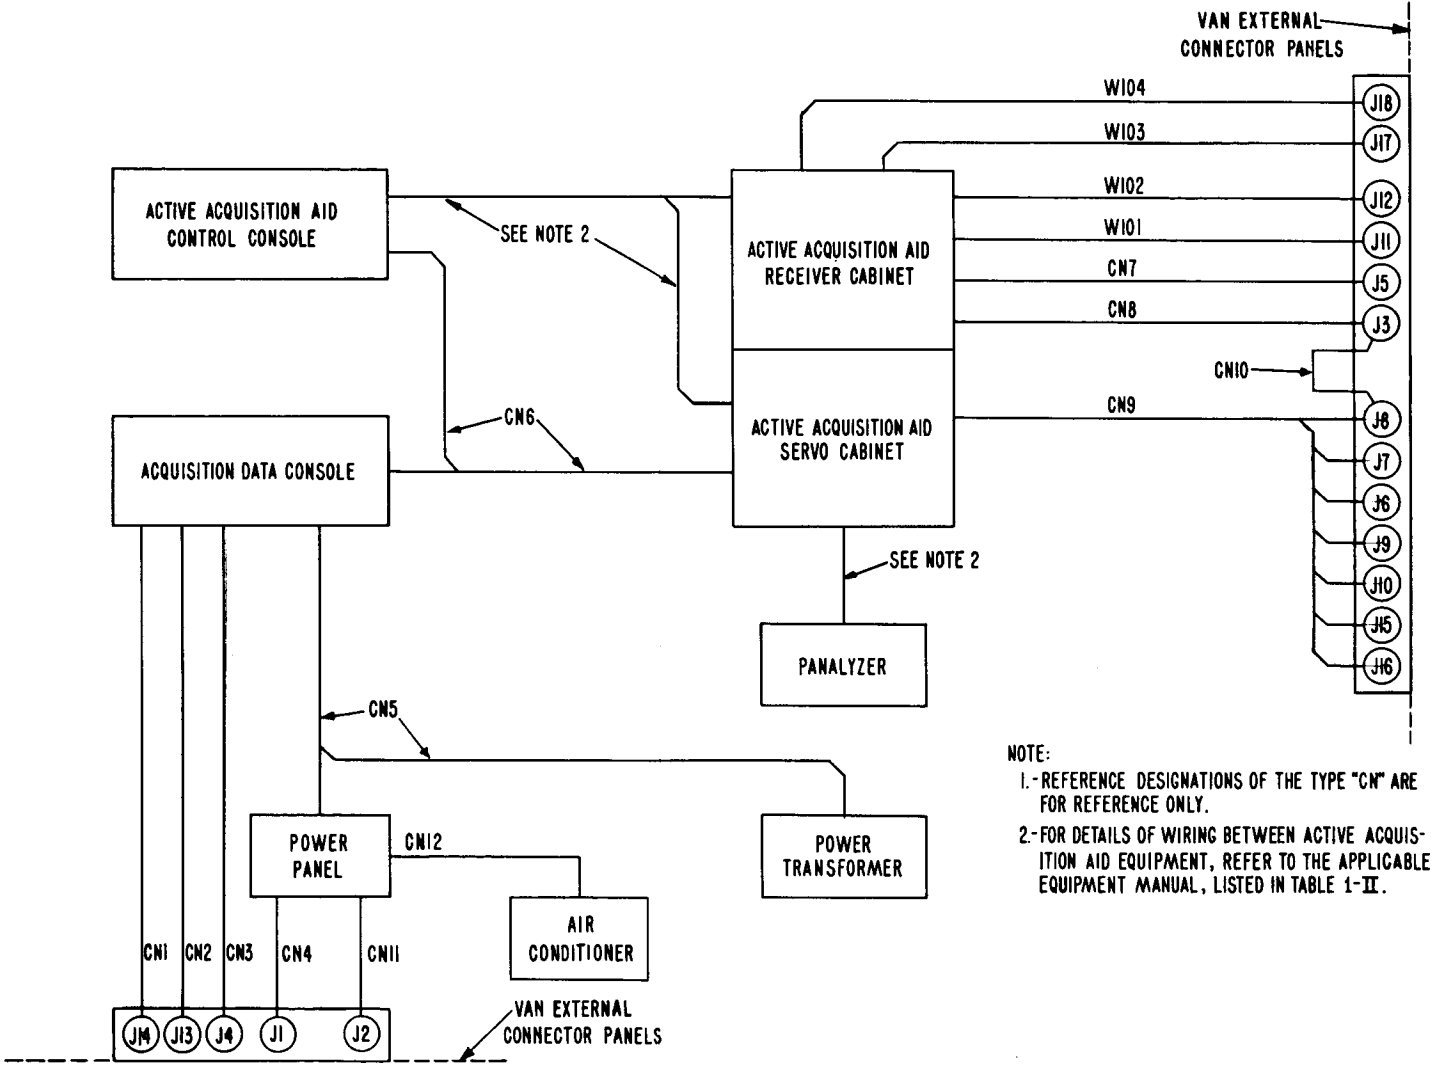 VAN EXTERNAL
CONNECTOR PANELS
W104
J18
W103
J17
W102
J12
W101
J11
CN7
J5
CN8
J3
CN10
CN9
J8
J7
J6
J9
J10
J15
J16
ACTIVE ACQUISITION AID
CONTROL CONSOLE
SEE NOTE 2
ACTIVE ACQUISITION AID
RECEIVER CABINET
ACTIVE ACQUISITION AID
SERVO CABINET
CN6
ACQUISITION DATA CONSOLE
SEE NOTE 2
PANALYZER
CN5
POWER
PANEL
CN12
POWER
TRANSFORMER
AIR
CONDITIONER
CN1
CN2
CN3
CN4
CN11
J14
J13
J4
J1
J2
VAN EXTERNAL
CONNECTOR PANELS
NOTE:
1.-REFERENCE DESIGNATIONS OF THE TYPE "CN" ARE
FOR REFERENCE ONLY.
2.-FOR DETAILS OF WIRING BETWEEN ACTIVE ACQUIS-
ITION AID EQUIPMENT, REFER TO THE APPLICABLE
EQUIPMENT MANUAL, LISTED IN TABLE 1-II.